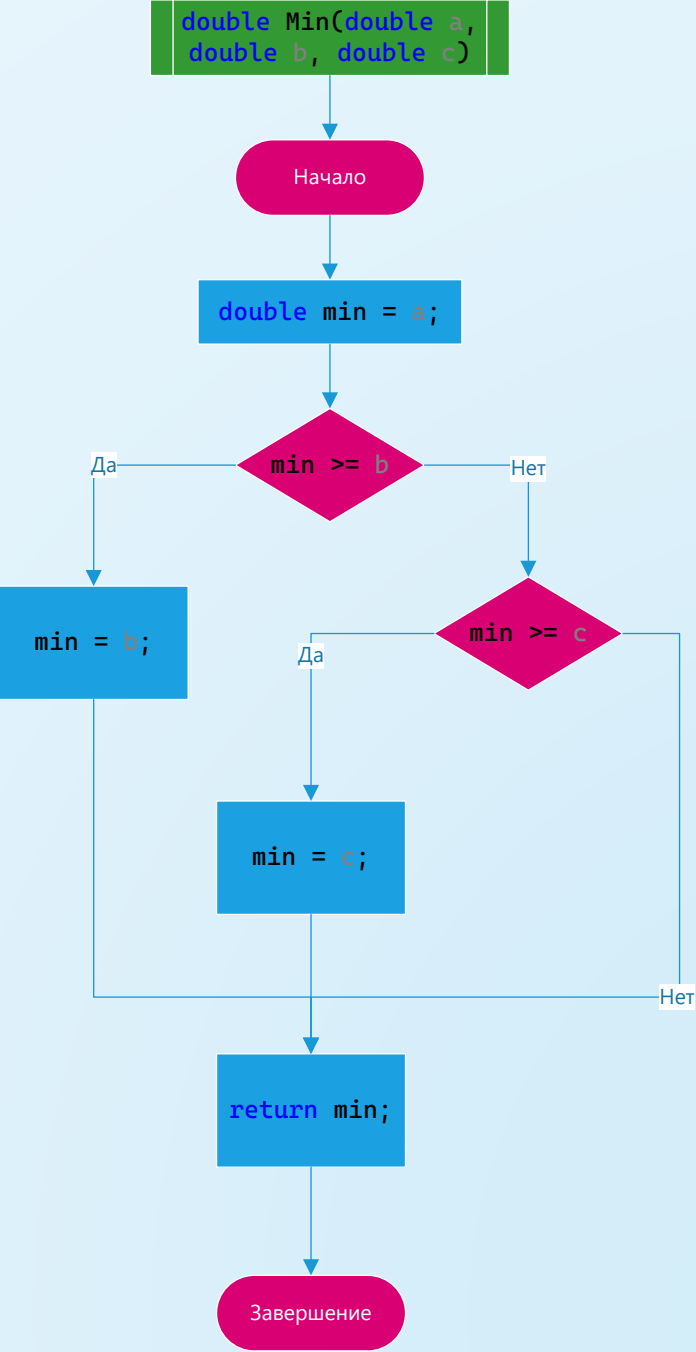 double Min(double a,
double b, double c)
Начало
double min = a;
min >= b
Да
Нет
min = b;
min >= c
Да
min = c;
Нет
return min;
Завершение